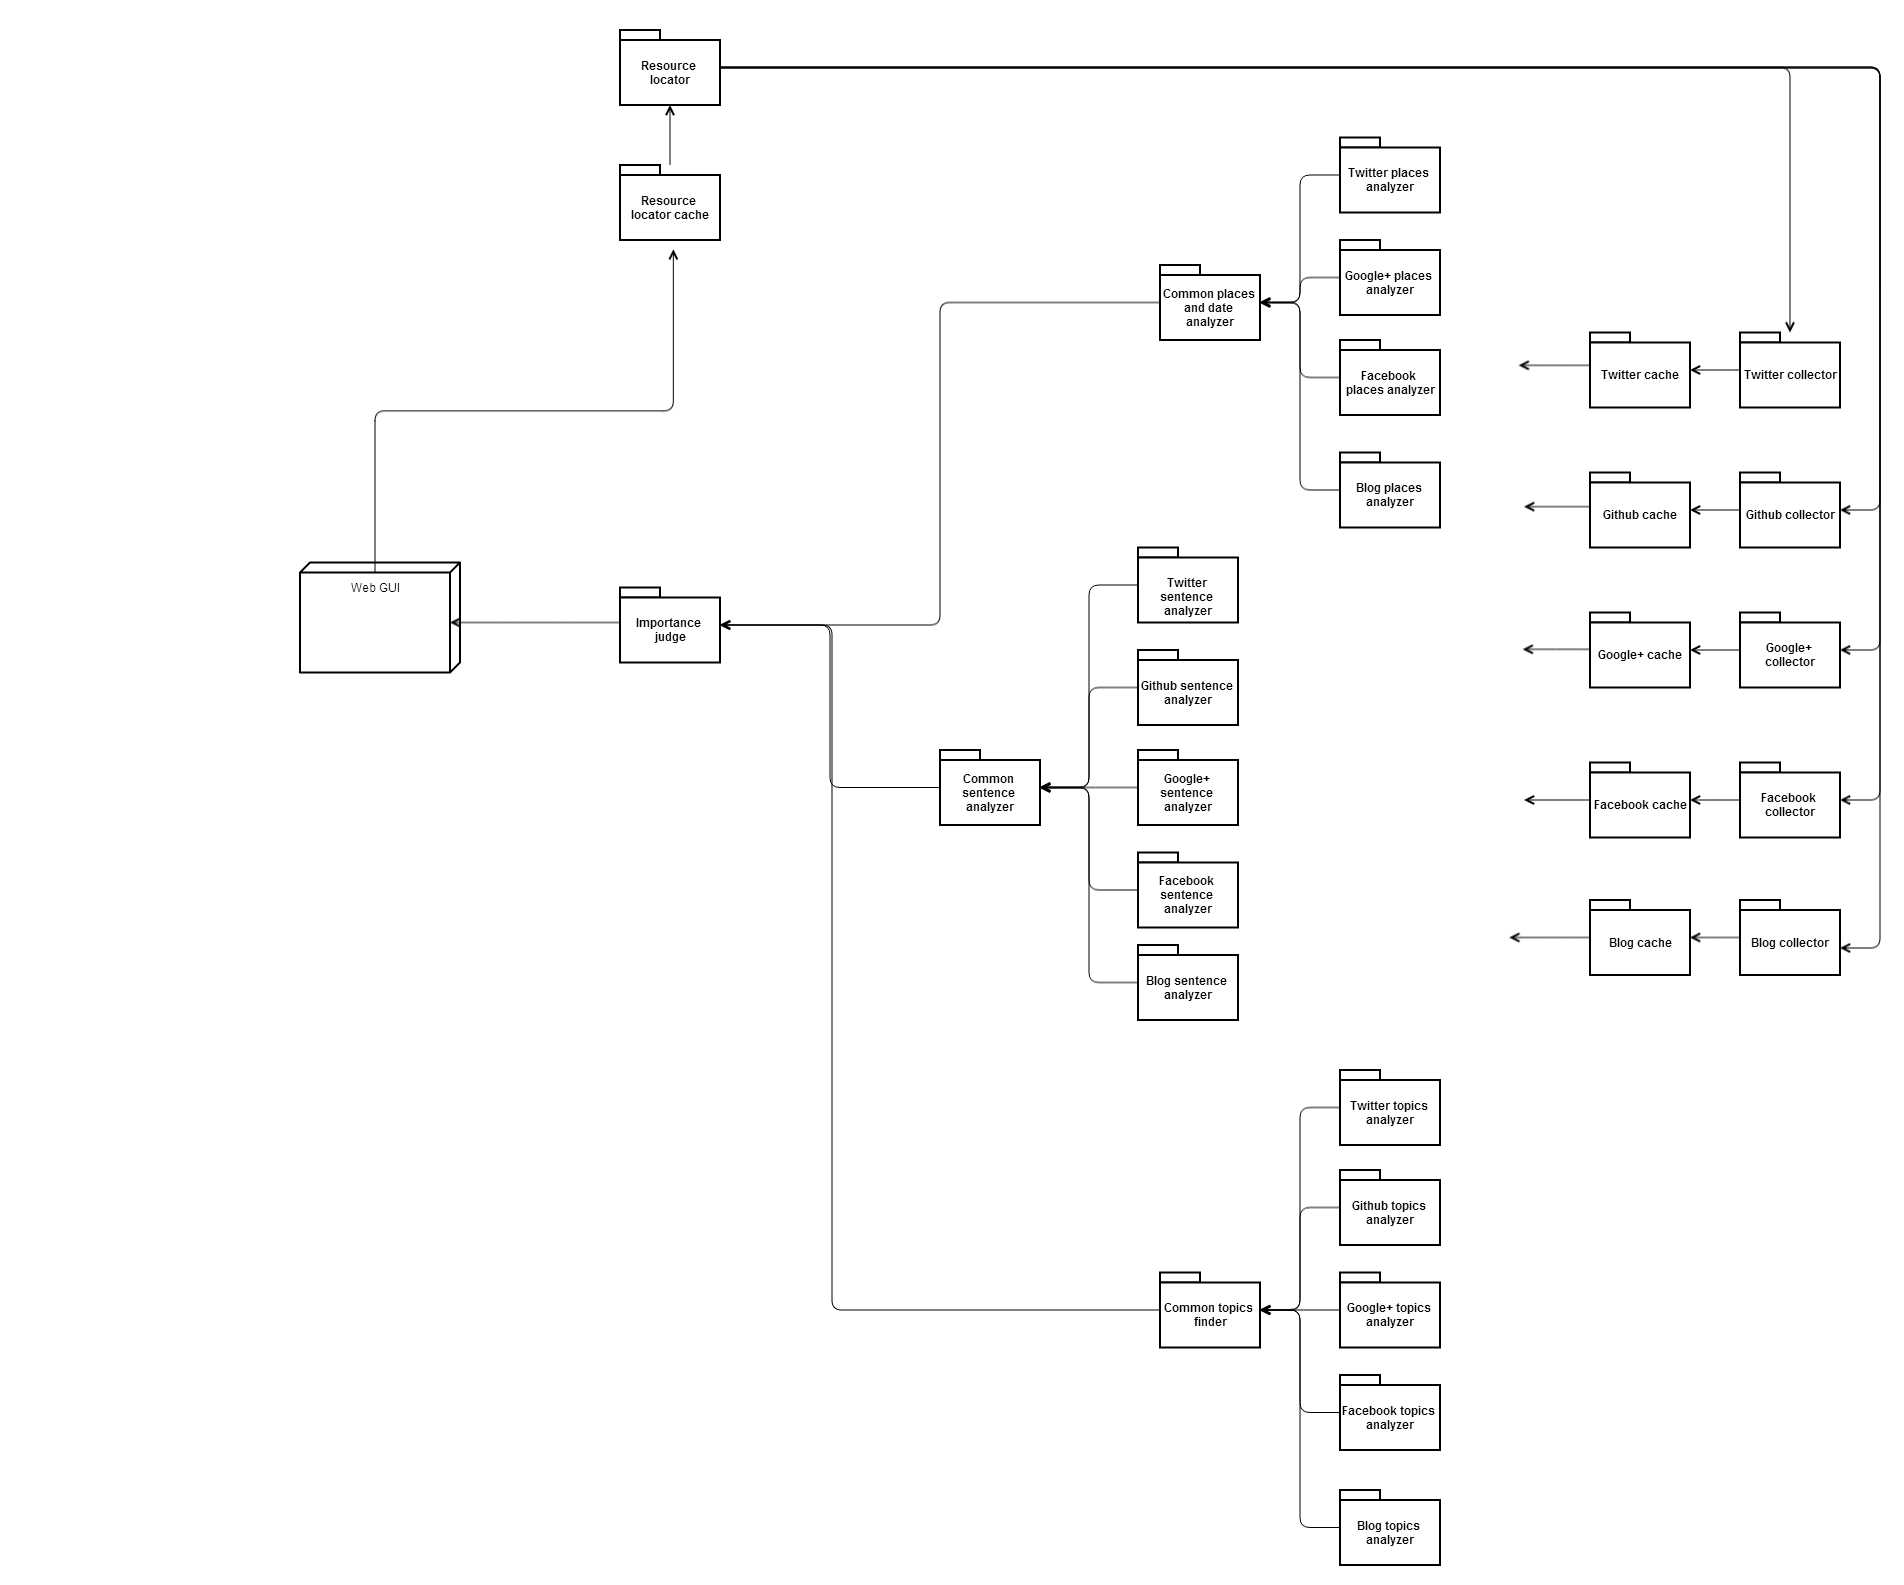 Resource
locator
Resource
locator cache
Web GUI
Importance
judge
Common places
and date
analyzer
Twitter places
analyzer
Google+ places
analyzer
Facebook
places analyzer
Blog places
analyzer
Common
sentence
analyzer
Twitter
sentence
analyzer
Github sentence
analyzer
Google+
sentence
analyzer
Facebook
sentence
analyzer
Blog sentence
analyzer
Common topics
finder
Twitter topics
analyzer
Github topics
analyzer
Google+ topics
analyzer
Facebook topics
analyzer
Blog topics
analyzer
Twitter cache
Twitter collector
Github cache
Github collector
Google+ cache
Google+
collector
Facebook cache
Facebook
collector
Blog cache
Blog collector